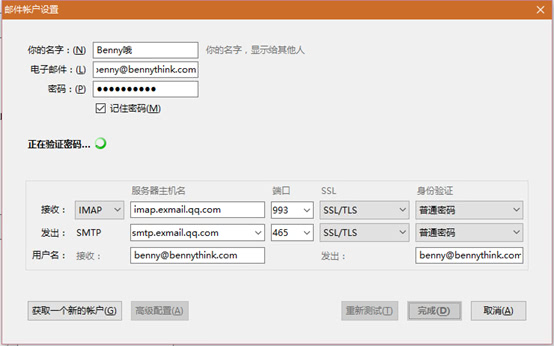 邮件帐户设置
你的名字：(N) Benny哦 你的名字，显示给其他人
电子邮件：(L) benny@bennythink.com
密码：(P) ●●●●●●●●●●
记住密码(M)
正在验证密码...
服务器主机名 端口 SSL 身份验证
接收： IMAP imap.exmail.qq.com 993 SSL/TLS 普通密码
发出： SMTP smtp.exmail.qq.com 465 SSL/TLS 普通密码
用户名： 接收： benny@bennythink.com 发出： benny@bennythink.com
获取一个新的帐户(G) 高级配置(A) 重新测试(T) 完成(D) 取消(A)